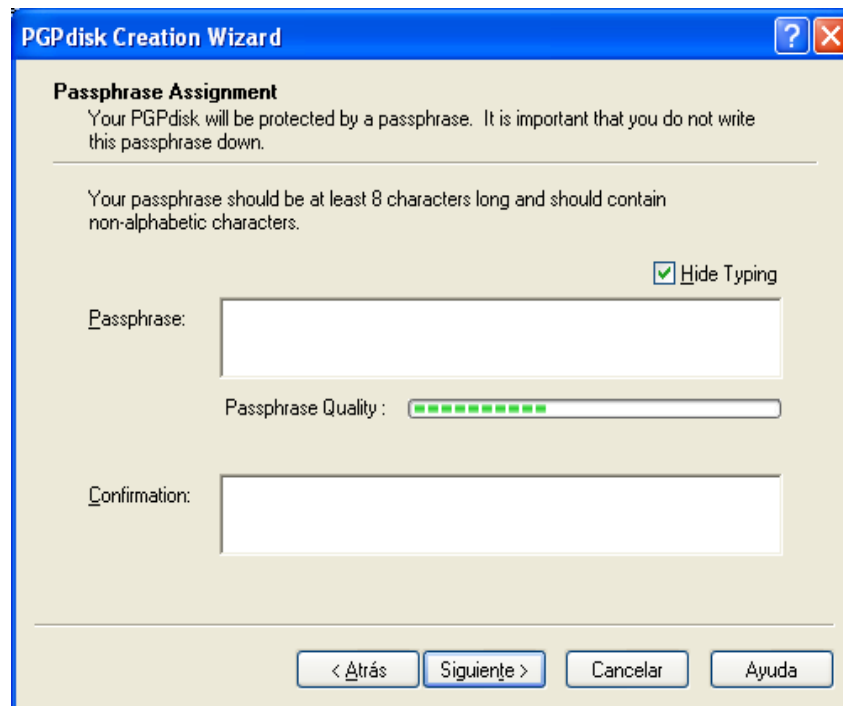 PGPdisk Creation Wizard
Passphrase Assignment
Your PGPdisk will be protected by a passphrase.  It is important that you do not write
this passphrase down.
Your passphrase should be at least 8 characters long and should contain
non-alphabetic characters.
Hide Typing
Passphrase:
Passphrase Quality :
Confirmation:
< Atrás Siguiente > Cancelar Ayuda